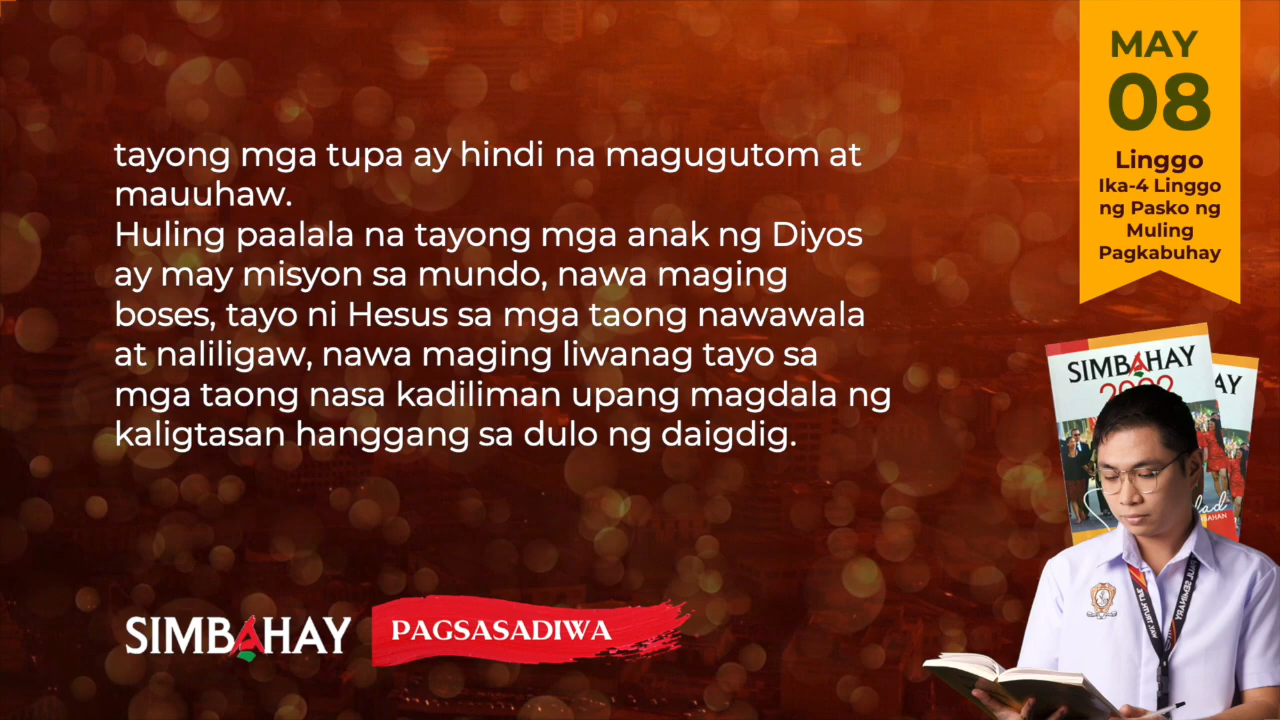 tayong mga tupa ay hindi na magugutom at
mauuhaw.
Huling paalala na tayong mga anak ng Diyos
ay may misyon sa mundo, nawa maging
boses, tayo ni Hesus sa mga taong nawawala
at naliligaw, nawa maging liwanag tayo sa
mga taong nasa kadiliman upang magdala ng
kaligtasan hanggang sa dulo ng daigdig.
MAY
08
Linggo
Ika-4 Linggo
ng Pasko ng
Muling
Pagkabuhay
SIMBAHAY
AY
SIMBAHAY
PAGSASADIWA